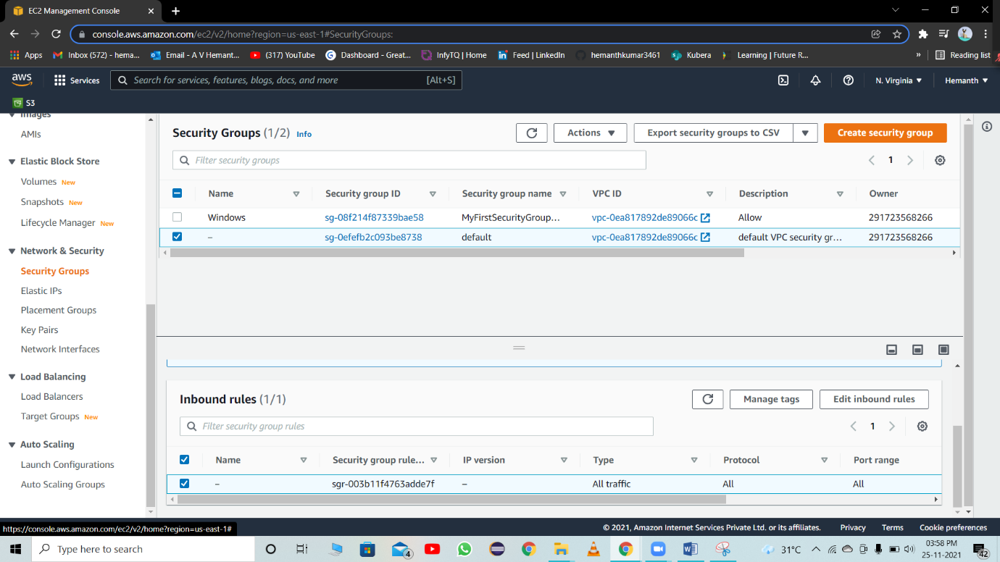 EC2 Management Console
console.aws.amazon.com/ec2/v2/home?region=us-east-1#SecurityGroups:
Apps Inbox (572) - hema... Email - A V Hemant... (317) YouTube Dashboard - Great... InfyTQ | Home Feed | LinkedIn hemanthkumar3461 Kubera Learning | Future R... » Reading list
aws Services Search for services, features, blogs, docs, and more [Alt+S] N. Virginia Hemanth
S3
Images
AMIs
Elastic Block Store
Volumes New
Snapshots New
Lifecycle Manager New
Network & Security
Security Groups
Elastic IPs
Placement Groups
Key Pairs
Network Interfaces
Load Balancing
Load Balancers
Target Groups New
Auto Scaling
Launch Configurations
Auto Scaling Groups
Security Groups (1/2) Info Actions Export security groups to CSV Create security group
Filter security groups 1
Name Security group ID Security group name VPC ID Description Owner
Windows sg-08f214f87339bae58 MyFirstSecurityGroup... vpc-0ea817892de89066c Allow 291723568266
– sg-0efefb2c093be8738 default vpc-0ea817892de89066c default VPC security gr... 291723568266
Inbound rules (1/1) Manage tags Edit inbound rules
Filter security group rules 1
Name Security group rule... IP version Type Protocol Port range
– sgr-003b11f4763adde7f – All traffic All All
https://console.aws.amazon.com/ec2/v2/home?region=us-east-1# © 2021, Amazon Internet Services Private Ltd. or its affiliates. Privacy Terms Cookie preferences
Type here to search 4 31°C 03:58 PM
25-11-2021 42